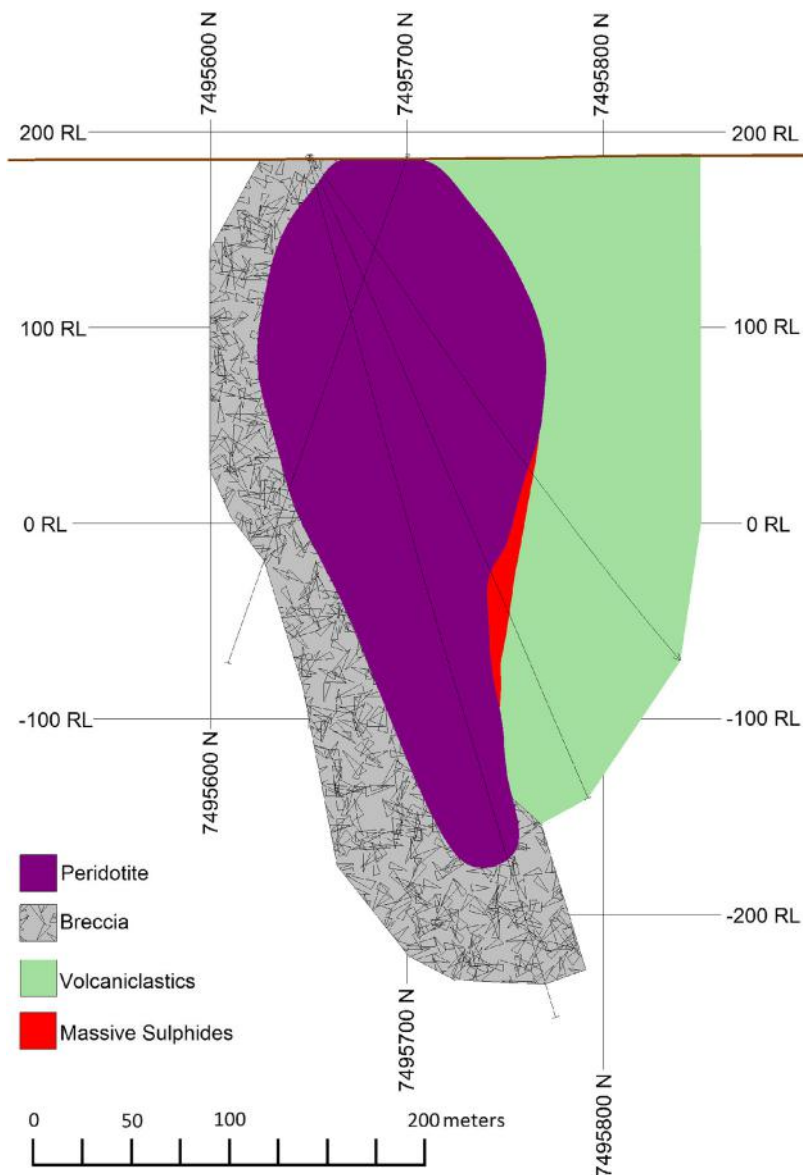 7495600 N
7495700 N
7495800 N
200 RL
200 RL
100 RL
100 RL
0 RL
0 RL
-100 RL
-100 RL
7495600 N
-200 RL
7495700 N
7495800 N
Peridotite
Breccia
Volcaniclastics
Massive Sulphides
0 50 100 200 meters